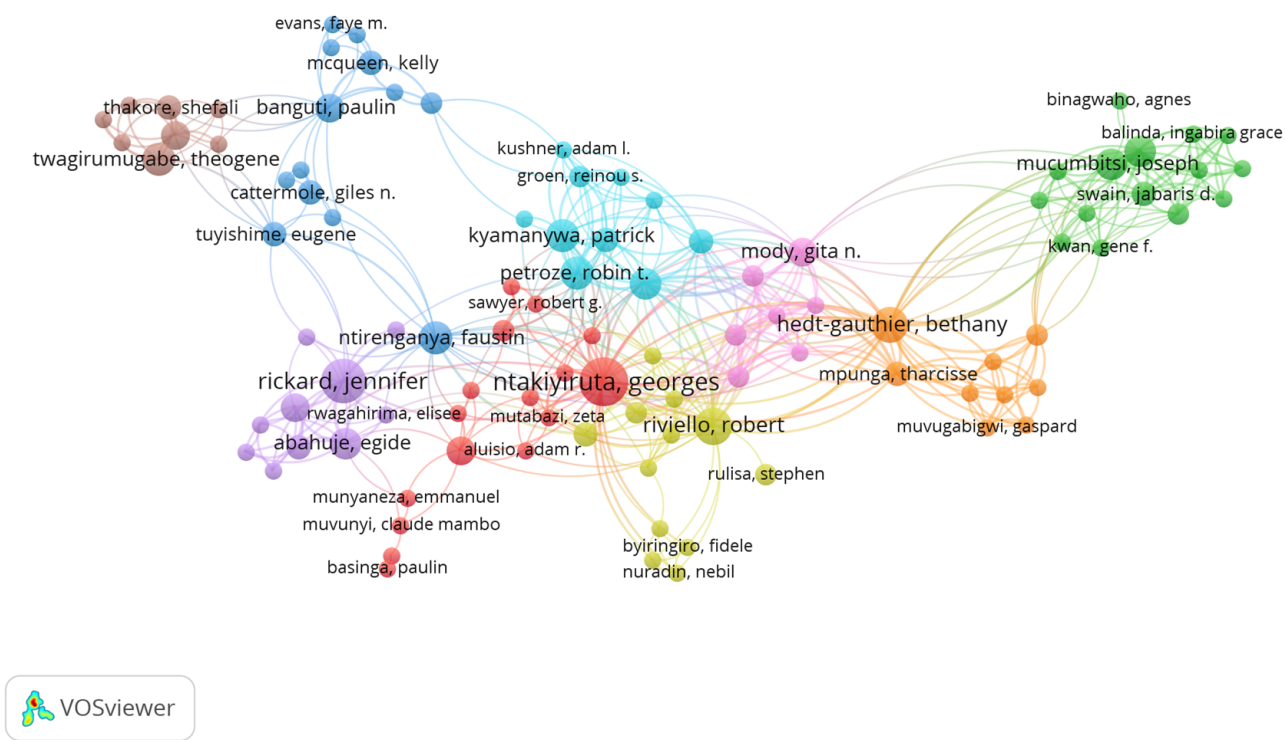 evans, faye m.
mcqueen, kelly
thakore, shefali
banguti, paulin
twagirumugabe, theogene
cattermole, giles n.
tuyishime, eugene
kushner, adam l.
groen, reinou s.
kyamanywa, patrick
petroze, robin t.
sawyer, robert g.
mody, gita n.
binagwaho, agnes
balinda, ingabira grace
mucumbitsi, joseph
swain, jabaris d.
kwan, gene f.
ntirenganya, faustin
hedt-gauthier, bethany
rickard, jennifer
ntakiyiruta, georges
mpunga, tharcisse
rwagahirima, elisee
mutabazi, zeta
riviello, robert
muvugabigwi, gaspard
abahuje, egide
aluisio, adam r.
rulisa, stephen
munyaneza, emmanuel
muvunyi, claude mambo
basinga, paulin
byiringiro, fidele
nuradin, nebil
VOSviewer